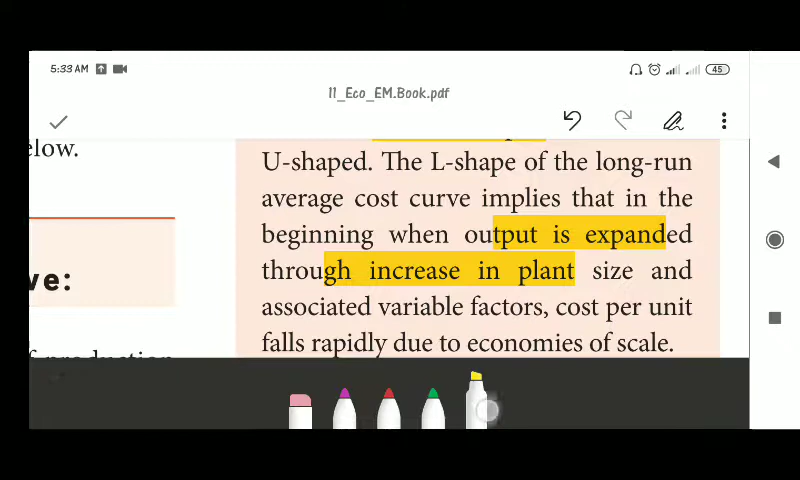 5:33 AM
45
11_Eco_EM.Book.pdf
elow.
U-shaped. The L-shape of the long-run
average cost curve implies that in the
beginning when output is expanded
through increase in plant size and
associated variable factors, cost per unit
falls rapidly due to economies of scale.
ve: